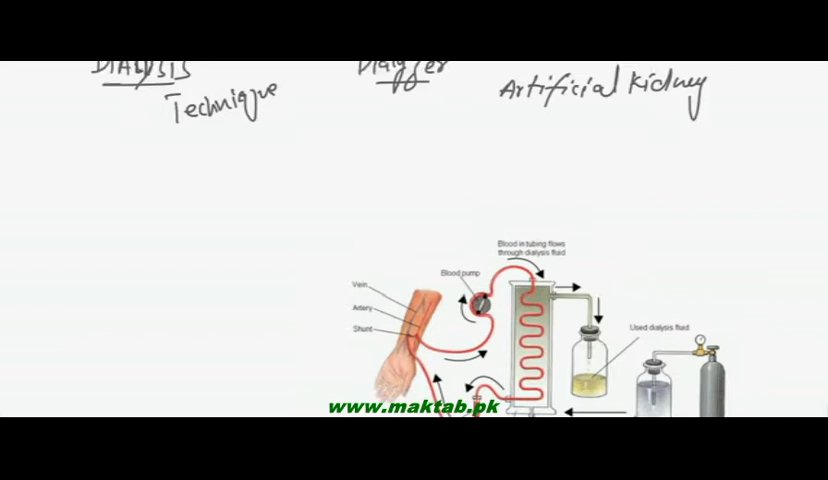 DIALYSIS
Dialyser
Technique
Artificial Kidney
Blood in tubing flows
through dialysis fluid
Blood pump
Vein
Artery
Shunt
Used dialysis fluid
www.maktab.pk